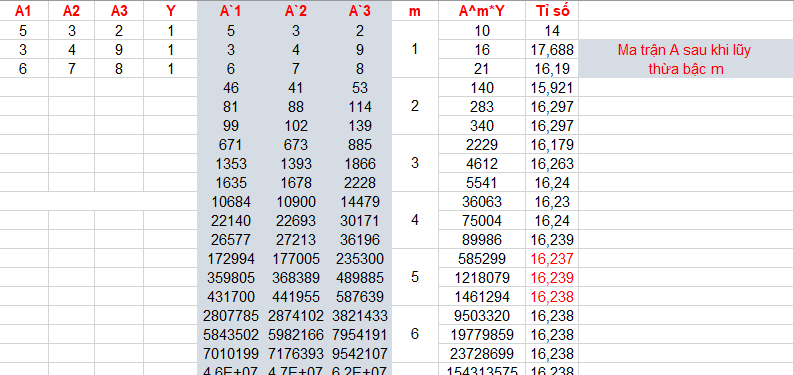 A1 A2 A3 Y A`1 A`2 A`3 m A^m*Y Tỉ số
5 3 2 1 5 3 2 10 14
3 4 9 1 3 4 9 1 16 17,688 Ma trận A sau khi lũy
6 7 8 1 6 7 8 21 16,19 thừa bậc m
46 41 53 140 15,921
81 88 114 2 283 16,297
99 102 139 340 16,297
671 673 885 2229 16,179
1353 1393 1866 3 4612 16,263
1635 1678 2228 5541 16,24
10684 10900 14479 36063 16,23
22140 22693 30171 4 75004 16,24
26577 27213 36196 89986 16,239
172994 177005 235300 585299 16,237
359805 368389 489885 5 1218079 16,239
431700 441955 587639 1461294 16,238
2807785 2874102 3821433 9503320 16,238
5843502 5982166 7954191 6 19779859 16,238
7010199 7176393 9542107 23728699 16,238
4.6E+07 4.7E+07 6.2E+07 154313575 16,238